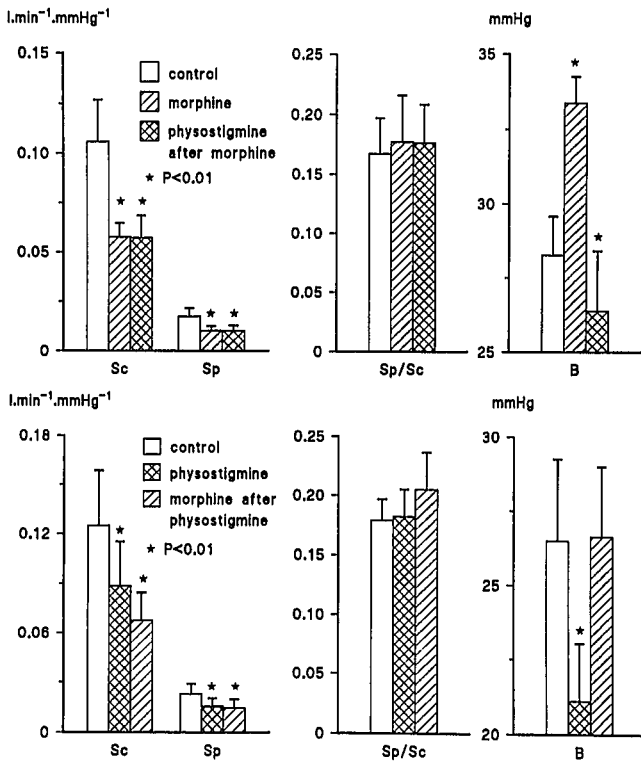 l.min⁻¹.mmHg⁻¹
mmHg
0.15
0.10
0.05
0
control
morphine
physostigmine
after morphine
★ P<0.01
★ ★
★ ★
Sc Sp
0.25
0.20
0.15
0.10
0.05
0
Sp/Sc
35
30
25
★
★
B
l.min⁻¹.mmHg⁻¹
mmHg
0.18
0.12
0.06
0
control
physostigmine
morphine after
physostigmine
★ P<0.01
★
★
★ ★
Sc Sp
0.25
0.20
0.15
0.10
0.05
0.00
Sp/Sc
30
25
20
★
B